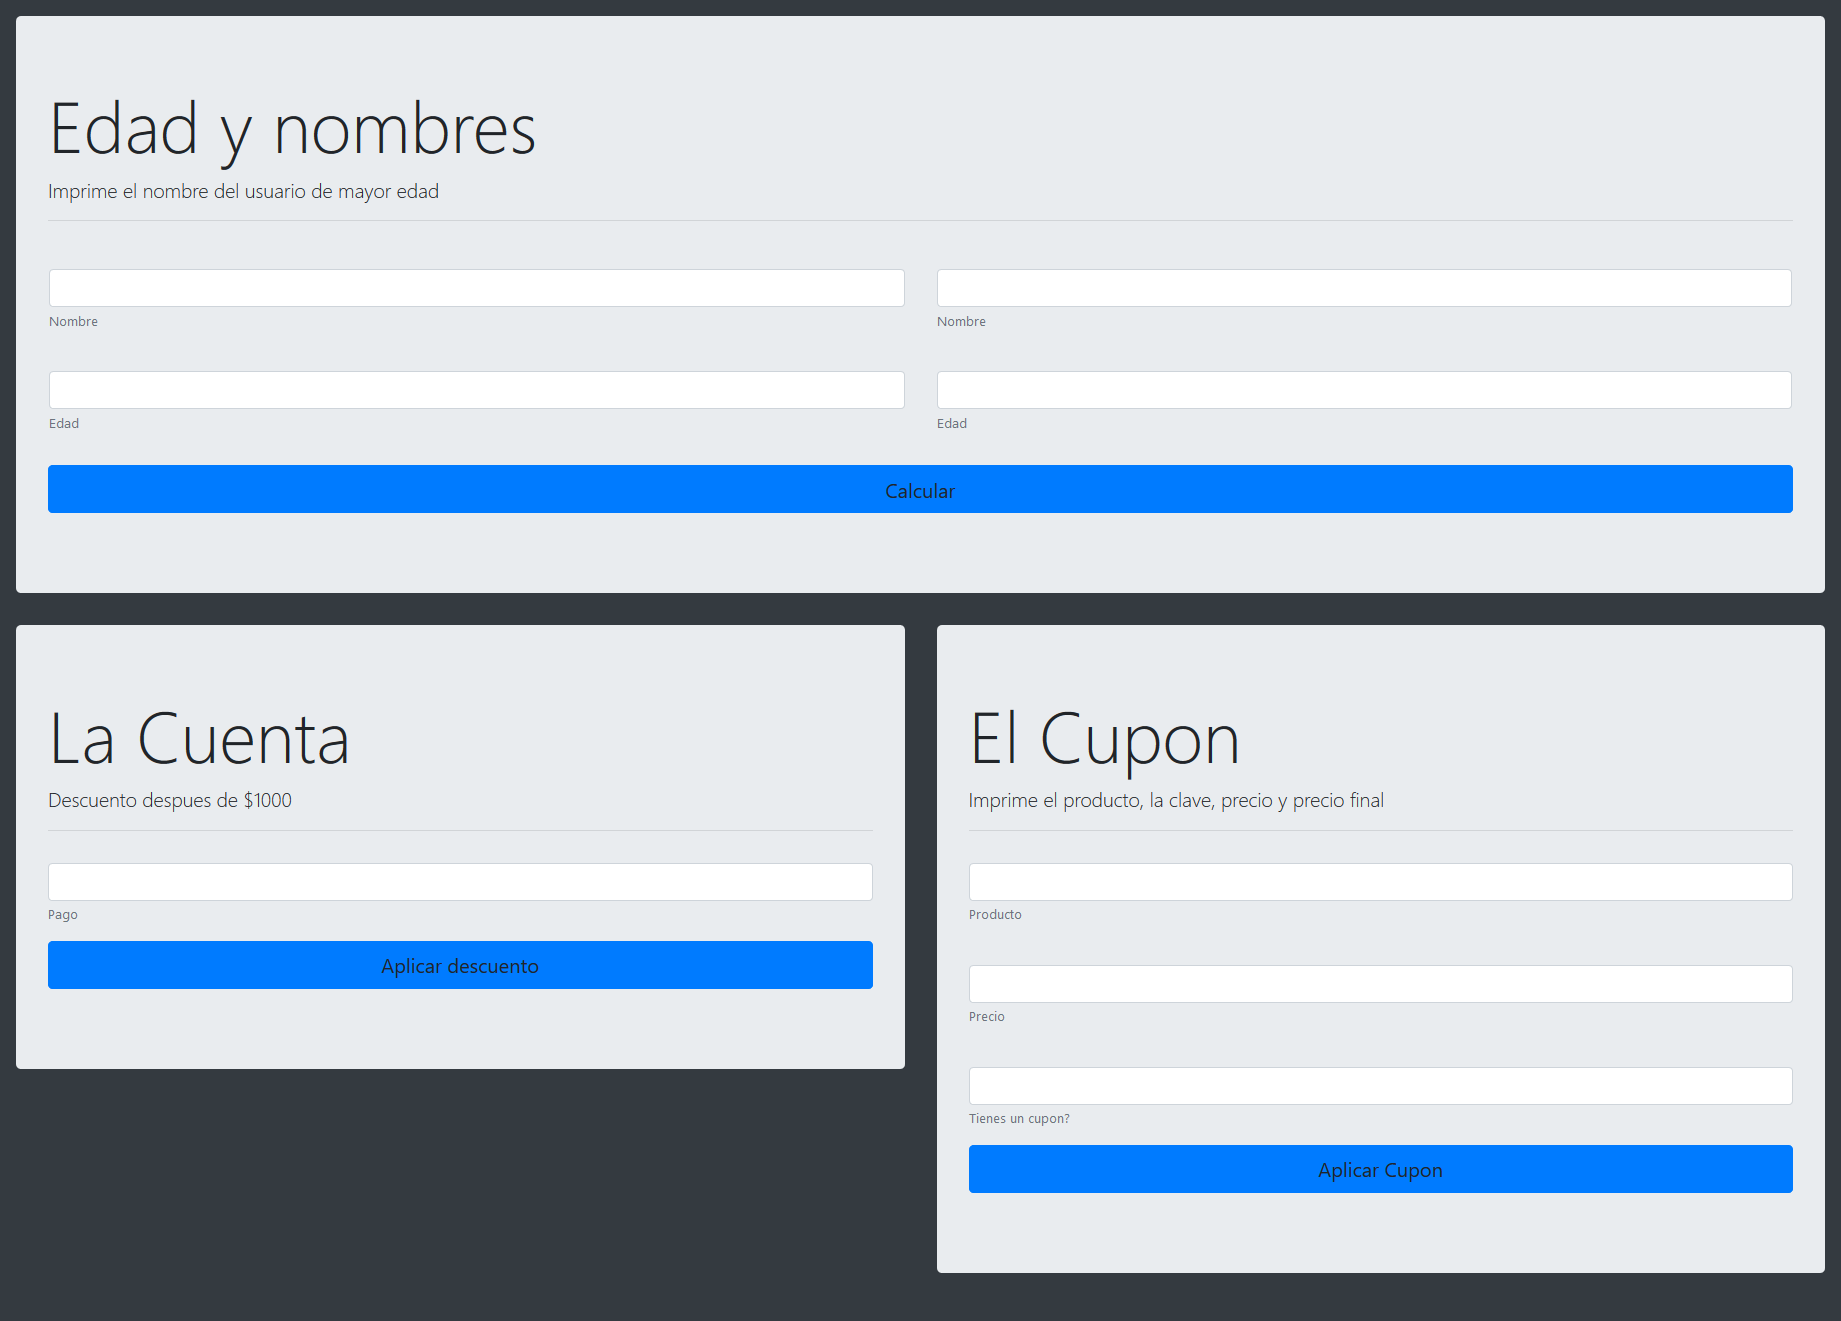 Edad y nombres
Imprime el nombre del usuario de mayor edad
Nombre
Nombre
Edad
Edad
Calcular
La Cuenta
Descuento despues de $1000
Pago
Aplicar descuento
El Cupon
Imprime el producto, la clave, precio y precio final
Producto
Precio
Tienes un cupon?
Aplicar Cupon